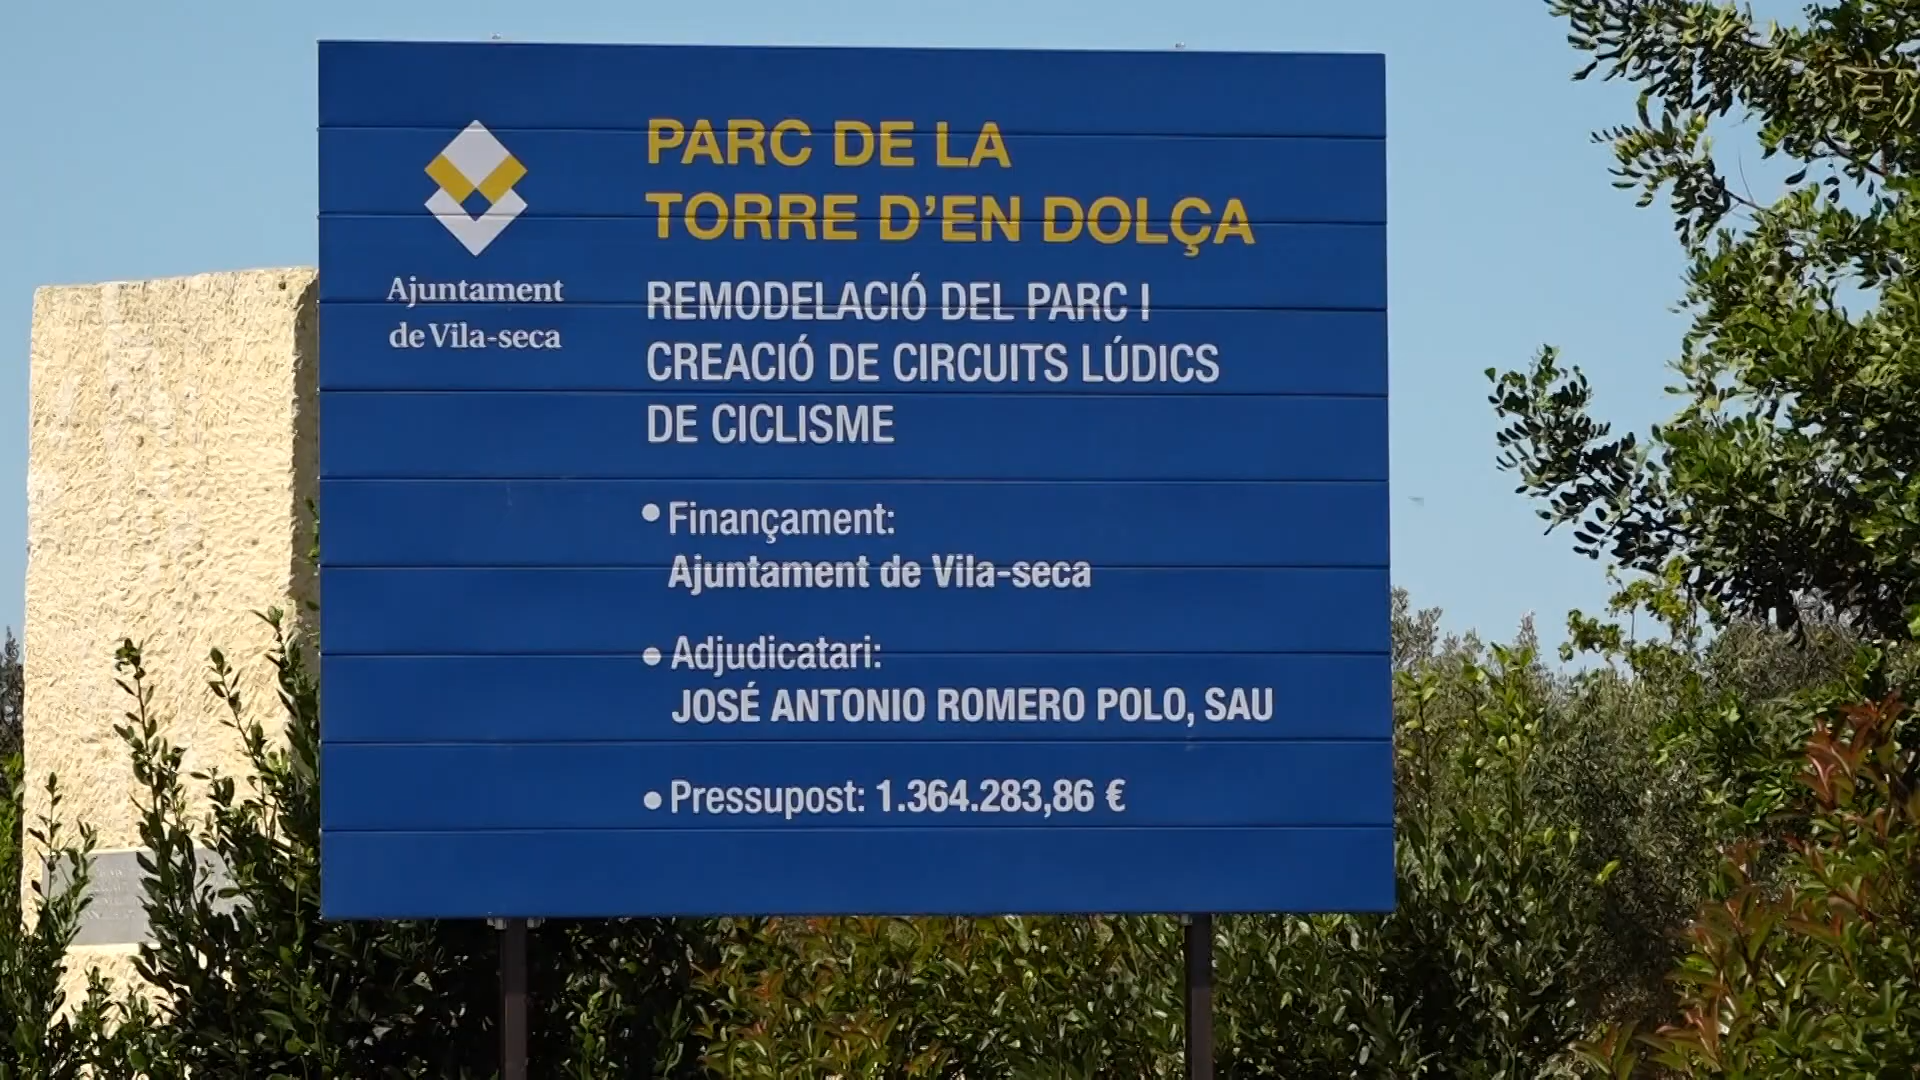 Ajuntament
de Vila-seca
PARC DE LA
TORRE D'EN DOLÇA
REMODELACIÓ DEL PARC I
CREACIÓ DE CIRCUITS LÚDICS
DE CICLISME
• Finançament:
Ajuntament de Vila-seca
• Adjudicatari:
JOSÉ ANTONIO ROMERO POLO, SAU
• Pressupost: 1.364.283,86 €